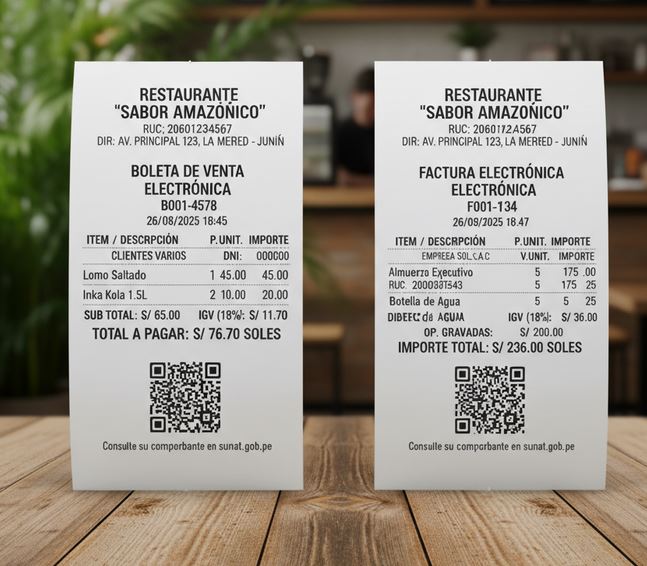 RESTAURANTE
"SABOR AMAZÓNICO"
RUC; 20601234567
DIR: AV. PRINCIPAL 123, LA MERED - JUNÍN
BOLETA DE VENTA
ELECTRÓNICA
B001-4578
26/08/2025 18:45
ITEM / DESCRPCIÓN P.UNIT. IMPORTE
CLIENTES VARIOS DNI: 000C00
Lomo Saltado 1 45.00 45.00
Inka Kola 1.5L 2 10.00 20.00
SUB TOTAL: S/ 65.00 IGV (18%: S/ 11.70
TOTAL A PAGAR: S/ 76.70 SOLES
Consulte su comporbante en sunat.gob.pe
RESTAURANTE
"SABOR AMAZONICO"
DIR: AV. PRINCIPAL 123, LA MERED - JUNÍN
FACTURA ELECTRÓNICA
ELECTRÓNICA
F001-134
26/09/2025 18.47
ITEM / DESCRPCIÓN P.UNIT. IMPORTE
V.UNIT. IMPORTE
Almuerzo Executivo 5 175 .00
RUC. 5 175 25
Botella de Agua 5 5 25
AGUA IGV (18%: S/ 36.00
OP. GRAVADAS: S/ 200.00
IMPORTE TOTAL: S/ 236.00 SOLES
Consulte su compcrbante en sunat.gob.pe